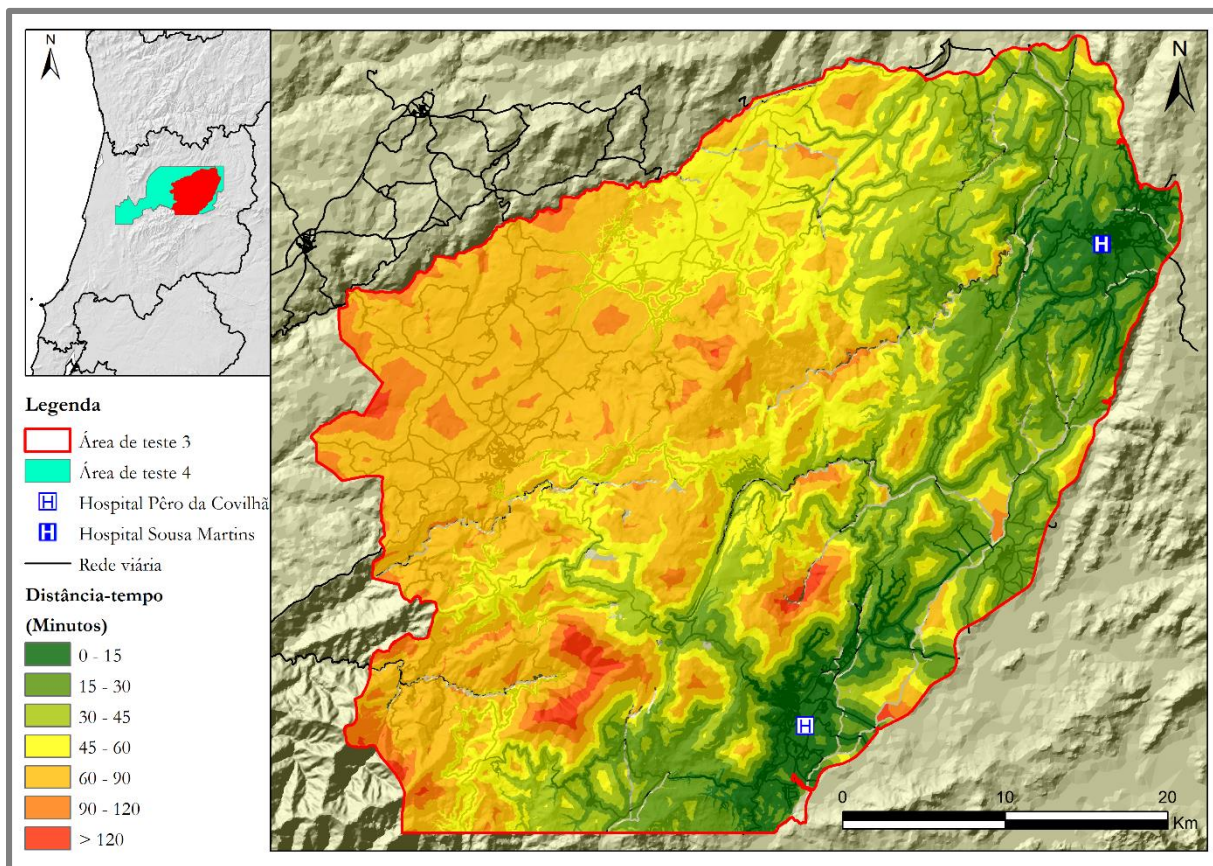 N
N
Legenda
Área de teste 3
Área de teste 4
H Hospital Pêro da Covilhã
H Hospital Sousa Martins
Rede viária
Distância-tempo
(Minutos)
0 - 15
15 - 30
30 - 45
45 - 60
60 - 90
90 - 120
> 120
H
H
0 10 20
Km